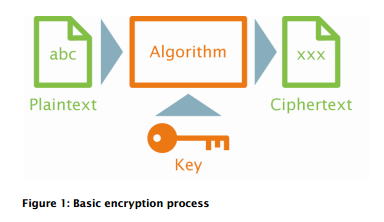 abc
Algorithm
xxx
Plaintext
Ciphertext
Key
Figure 1: Basic encryption process